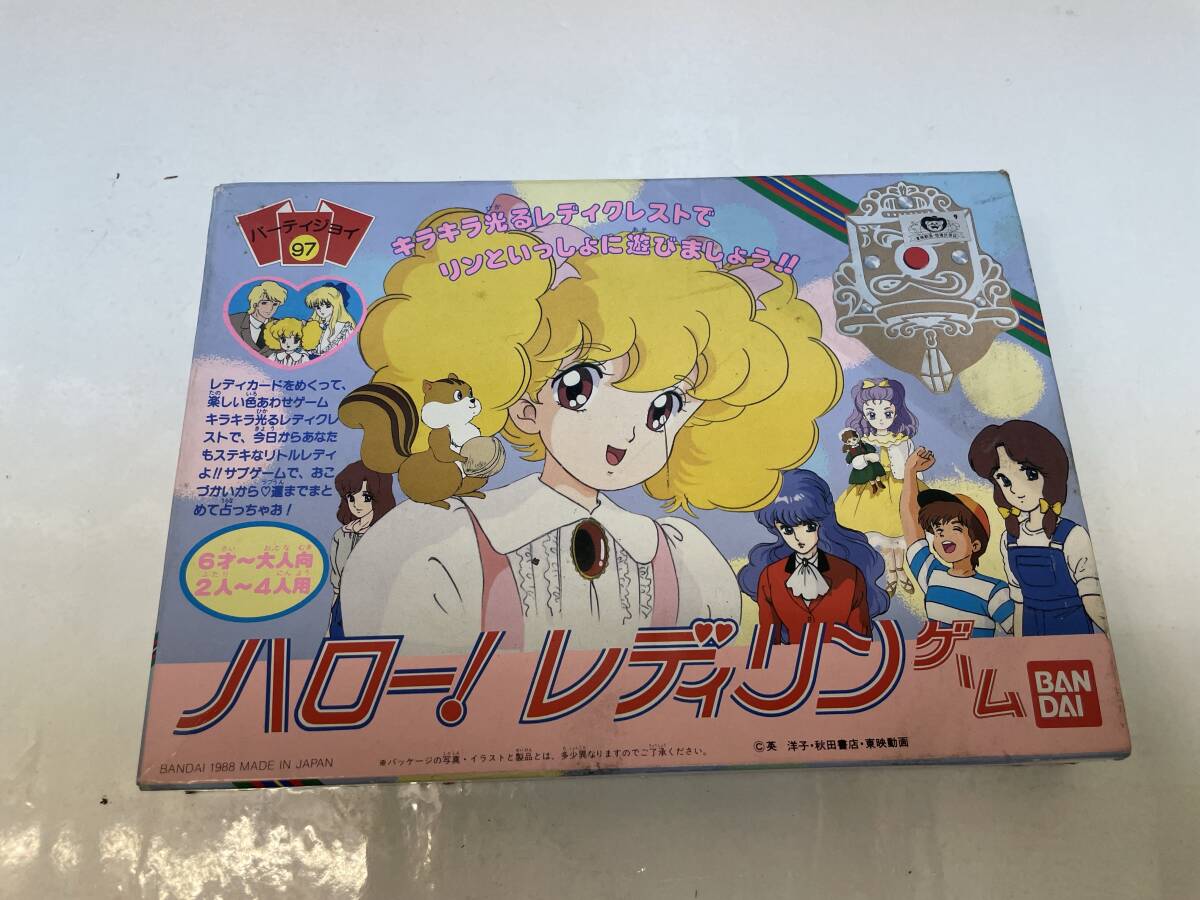 パーティジョイ
97
キラキラ光るレディクレストで
リンといっしょに遊びましょう!!
レディカードをめくって、
楽しい色あわせゲーム
キラキラ光るレディクレ
ストで、今日からあなた
もステキなリトルレディ
よ!!サブゲームで、おこ
づかいから♡運までまと
めて占っちゃお!
6才～大人向
2人～4人用
ハロー!レディリン
ゲーム
BAN
DAI
©英 洋子・秋田書店・東映動画
BANDAI 1988 MADE IN JAPAN
※パッケージの写真・イラストと製品とは、多少異なりますのでご了承ください。